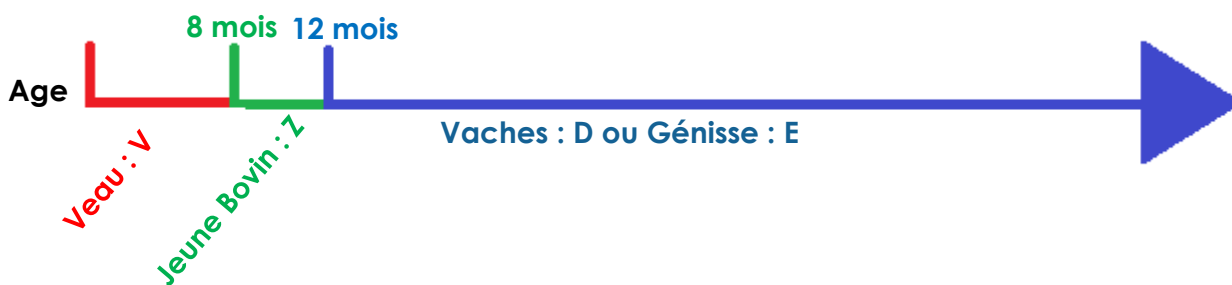 8 mois
12 mois
Age
Vaches : D ou Génisse : E
Veau : V
Jeune Bovin : Z